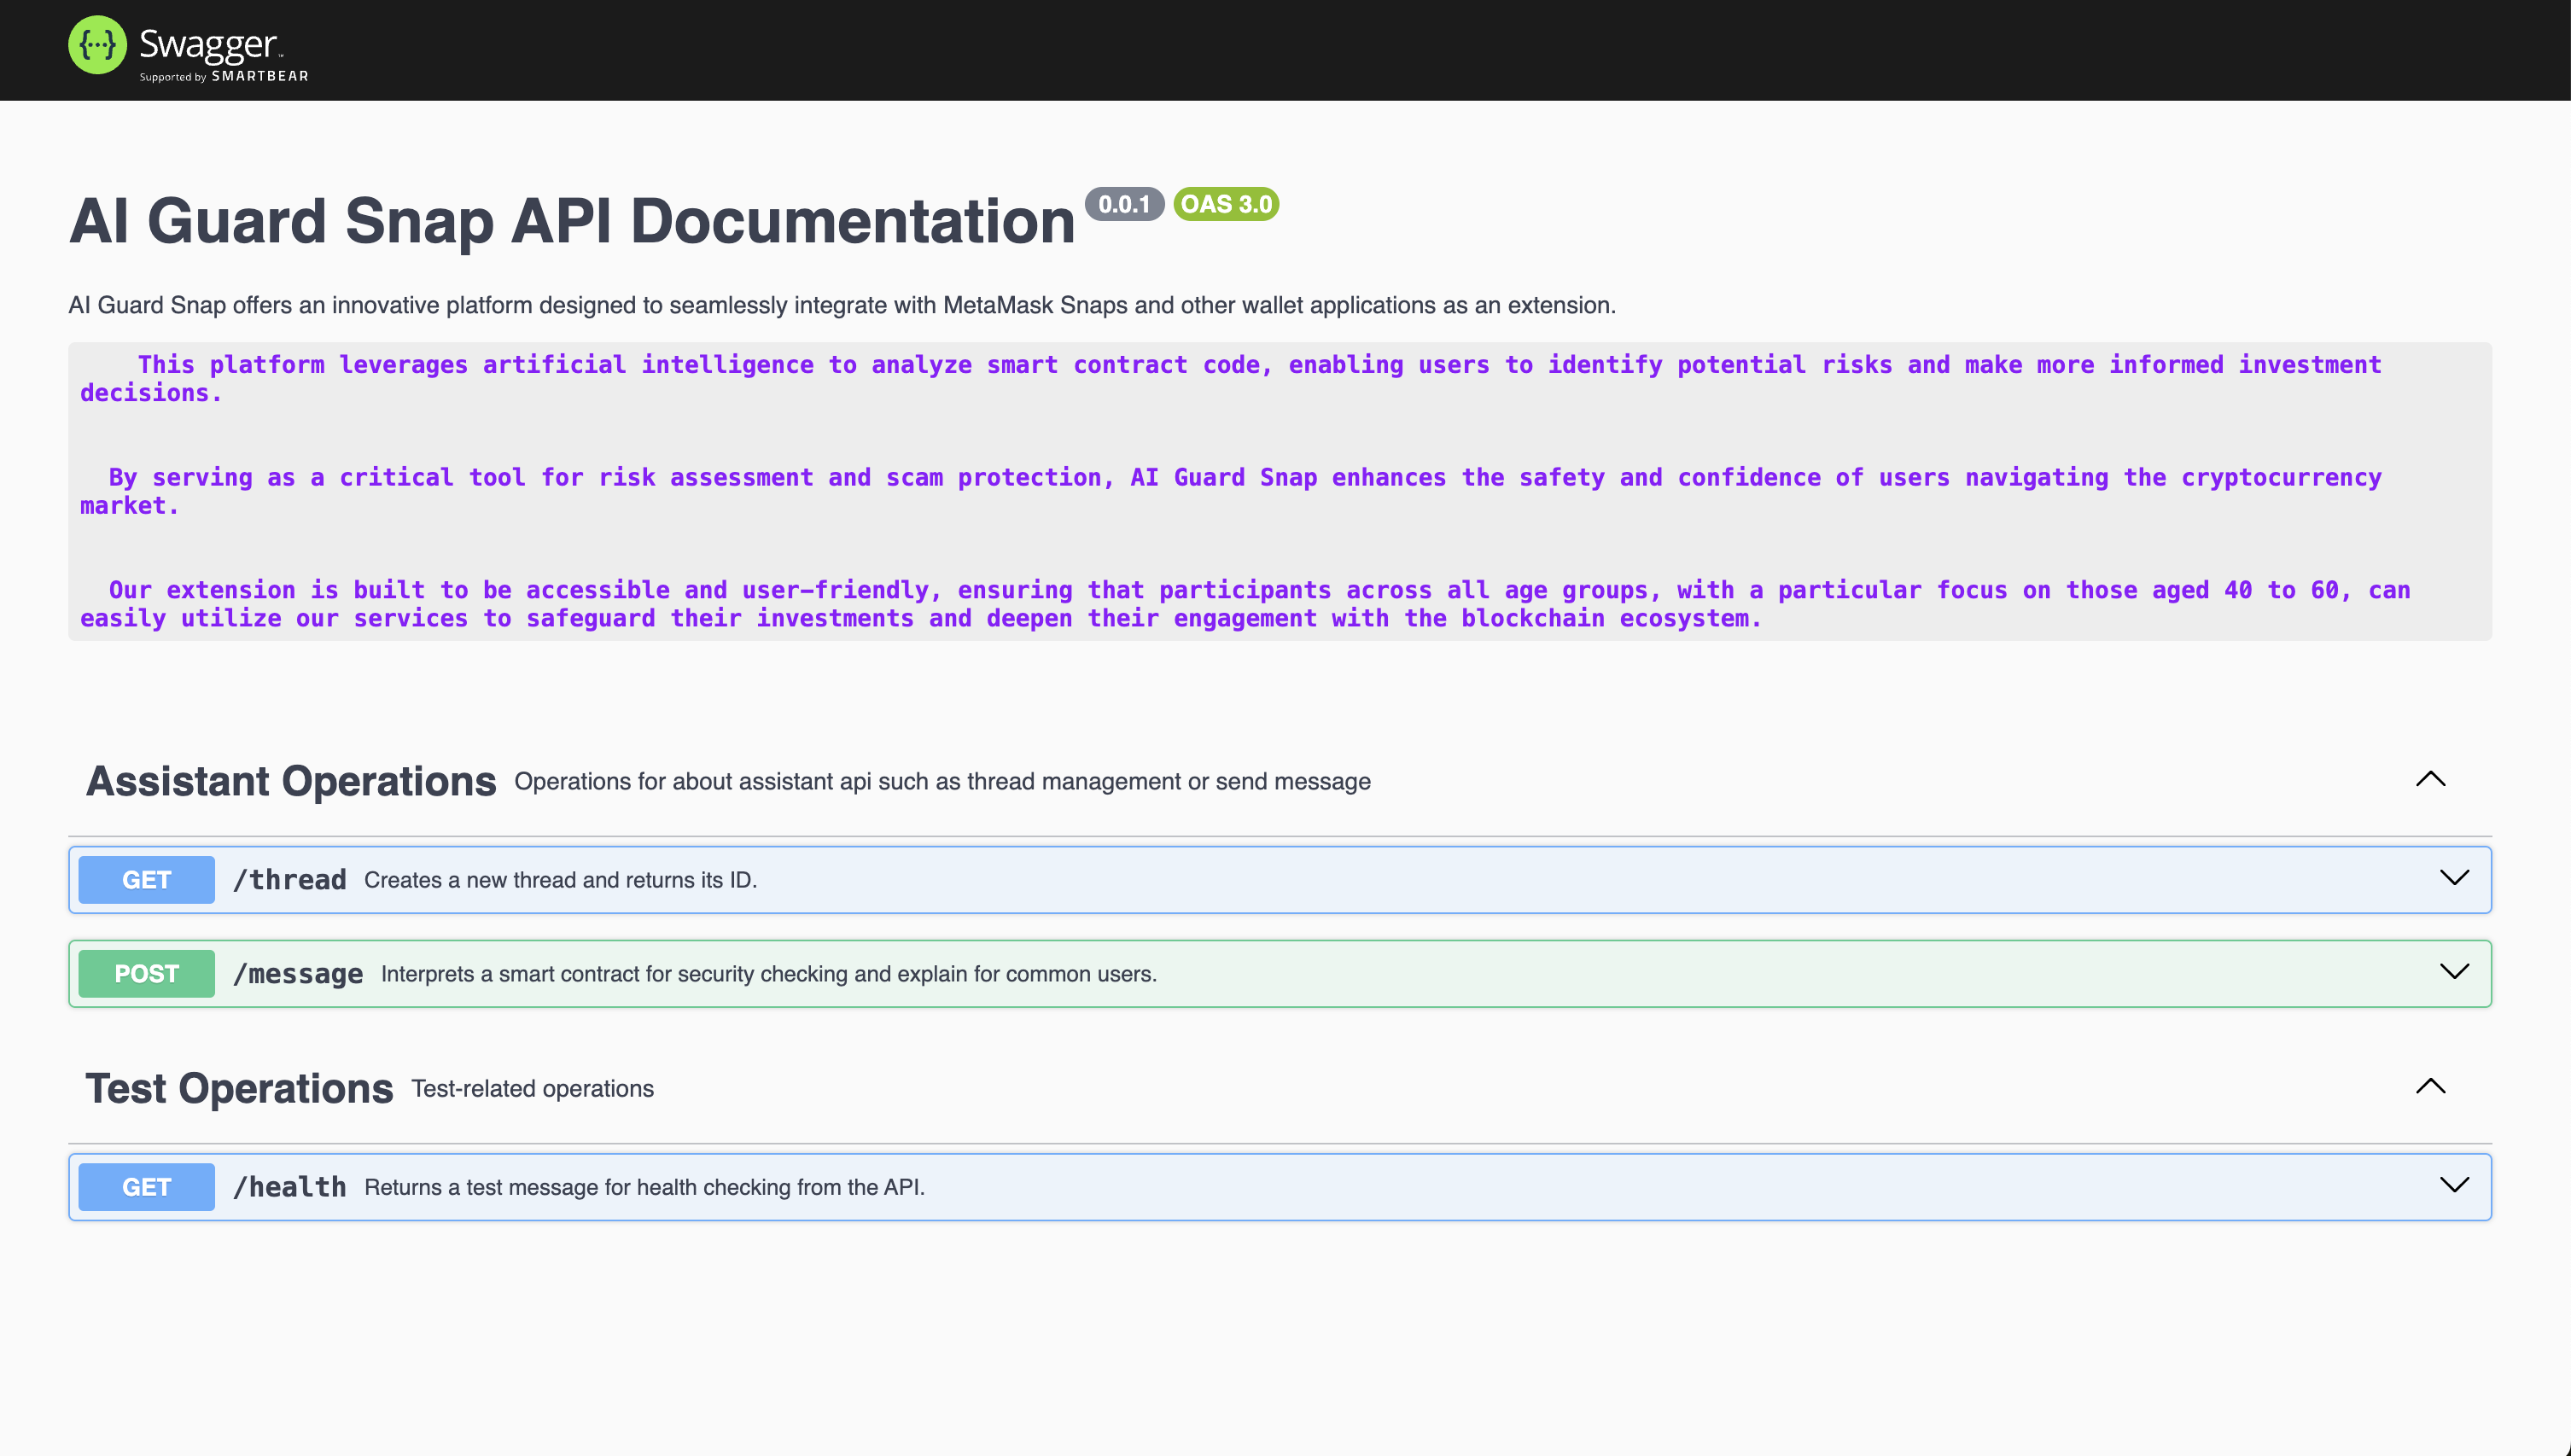 Swagger™
Supported by SMARTBEAR
AI Guard Snap API Documentation 0.0.1 OAS 3.0
AI Guard Snap offers an innovative platform designed to seamlessly integrate with MetaMask Snaps and other wallet applications as an extension.
This platform leverages artificial intelligence to analyze smart contract code, enabling users to identify potential risks and make more informed investment
decisions.
By serving as a critical tool for risk assessment and scam protection, AI Guard Snap enhances the safety and confidence of users navigating the cryptocurrency
market.
Our extension is built to be accessible and user-friendly, ensuring that participants across all age groups, with a particular focus on those aged 40 to 60, can
easily utilize our services to safeguard their investments and deepen their engagement with the blockchain ecosystem.
Assistant Operations Operations for about assistant api such as thread management or send message
GET /thread Creates a new thread and returns its ID.
POST /message Interprets a smart contract for security checking and explain for common users.
Test Operations Test-related operations
GET /health Returns a test message for health checking from the API.